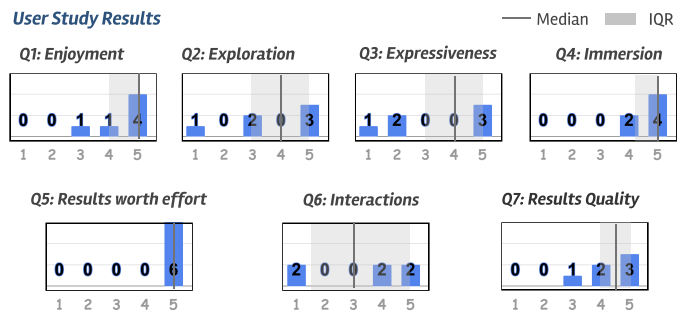 User Study Results
Median IQR
Q1: Enjoyment Q2: Exploration Q3: Expressiveness Q4: Immersion
0 0 1 1 4 1 0 2 0 3 1 2 0 0 3 0 0 0 2 4
1 2 3 4 5 1 2 3 4 5 1 2 3 4 5 1 2 3 4 5
Q5: Results worth effort Q6: Interactions Q7: Results Quality
0 0 0 0 6 2 0 0 2 2 0 0 1 2 3
1 2 3 4 5 1 2 3 4 5 1 2 3 4 5